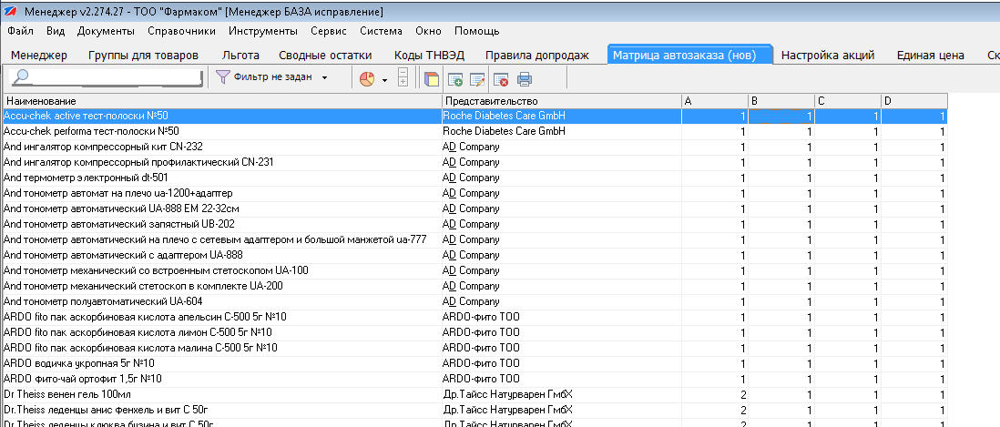 Менеджер v2.274.27 - ТОО "Фармаком" [Менеджер БАЗА исправление]
Файл Вид Документы Справочники Инструменты Сервис Система Окно Помощь
Менеджер Группы для товаров Льгота Сводные остатки Коды ТНВЭД Правила допродаж Матрица автозаказа (нов) Настройка акций Единая цена Ск
Фильтр не задан
Наименование Представительство A B C D
Accu-chek active тест-полоски №50 Roche Diabetes Care GmbH 1 1 1 1
Accu-chek performa тест-полоски №50 Roche Diabetes Care GmbH 1 1 1 1
And ингалятор компрессорный кит CN-232 AD Company 1 1 1 1
And ингалятор компрессорный профилактический CN-231 AD Company 1 1 1 1
And термометр электронный dt-501 AD Company 1 1 1 1
And тонометр автомат на плечо ua-1200+адаптер AD Company 1 1 1 1
And тонометр автоматический UA-888 EM 22-32см AD Company 1 1 1 1
And тонометр автоматический запястный UB-202 AD Company 1 1 1 1
And тонометр автоматический на плечо с сетевым адаптером и большой манжетой ua-777 AD Company 1 1 1 1
And тонометр автоматический с адаптером UA-888 AD Company 1 1 1 1
And тонометр механический со встроенным стетоскопом UA-100 AD Company 1 1 1 1
And тонометр механический стетоскоп в комплекте UA-200 AD Company 1 1 1 1
And тонометр полуавтоматический UA-604 AD Company 1 1 1 1
ARDO fito пак аскорбиновая кислота апельсин С-500 5г №10 ARDO-фито ТОО 1 1 1 1
ARDO fito пак аскорбиновая кислота лимон С-500 5г №10 ARDO-фито ТОО 1 1 1 1
ARDO fito пак аскорбиновая кислота малина С-500 5г №10 ARDO-фито ТОО 1 1 1 1
ARDO водичка укропная 5г №10 ARDO-фито ТОО 1 1 1 1
ARDO фито-чай ортофит 1,5г №10 ARDO-фито ТОО 1 1 1 1
Dr.Theiss венен гель 100мл Др.Тайсс Натурварен ГмбХ 2 1 1 1
Dr.Theiss леденцы анис фенхель и вит С 50г Др.Тайсс Натурварен ГмбХ 2 1 1 1
Dr.Theiss леденцы клюква бузина и вит С 50г Др.Тайсс Натурварен ГмбХ 2 1 1 1